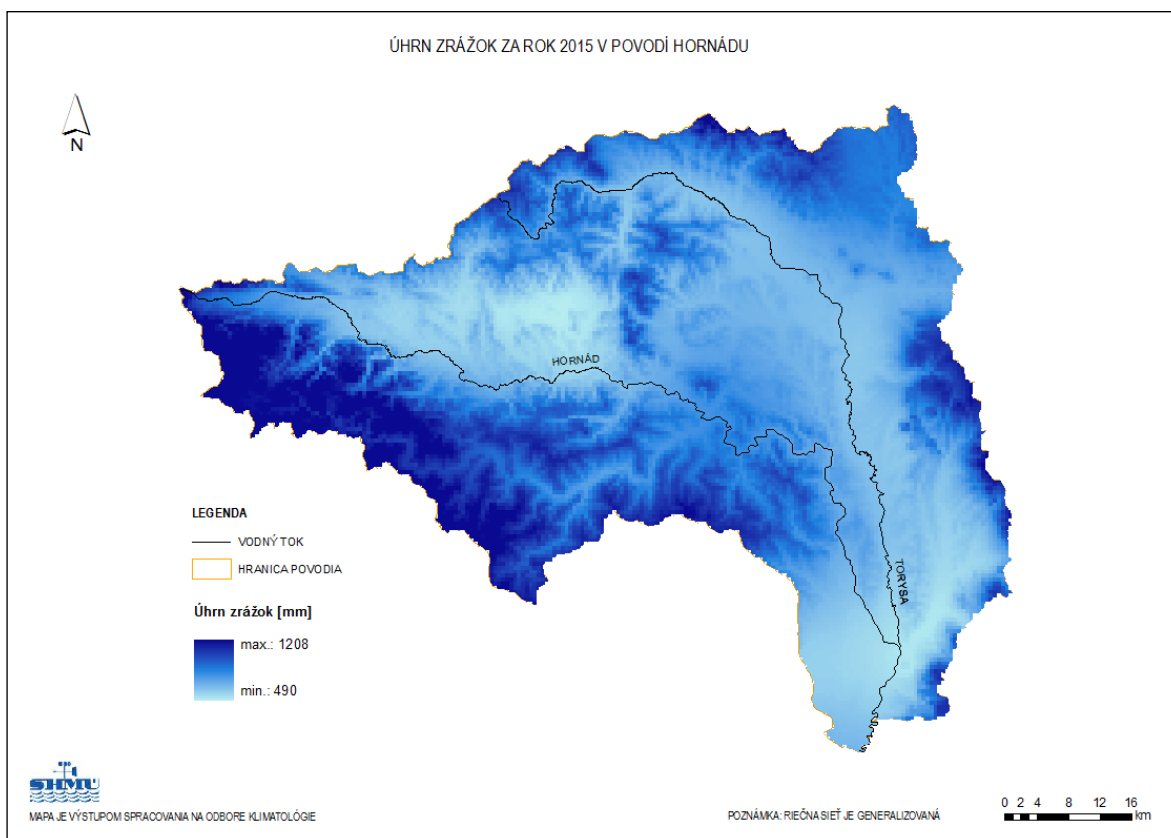 ÚHRN ZRÁŽOK ZA ROK 2015 V POVODÍ HORNÁDU
N
HORNÁD
TORYSA
LEGENDA
VODNÝ TOK
HRANICA POVODIA
Úhrn zrážok [mm]
max.: 1208
min.: 490
SHMÚ
MAPA JE VÝSTUPOM SPRACOVANIA NA ODBORE KLIMATOLÓGIE
POZNÁMKA: RIEČNA SIEŤ JE GENERALIZOVANÁ
0 2 4 8 12 16
km